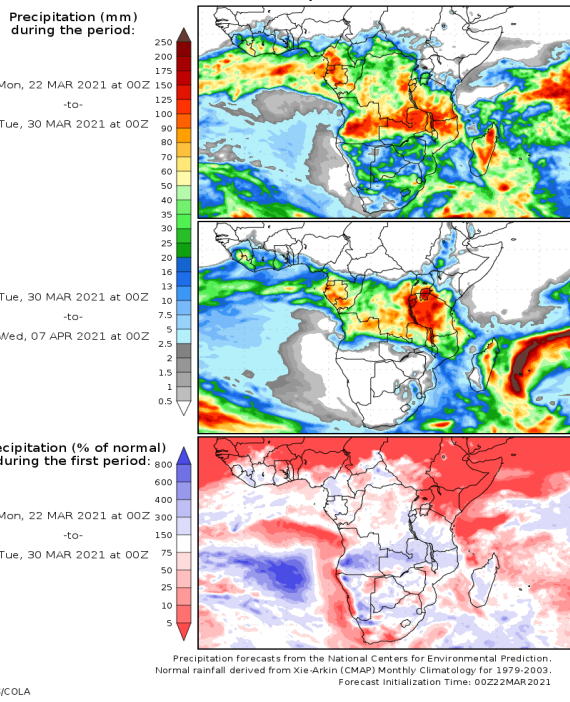 Precipitation (mm)
during the period:
250
200
175
150
125
100
90
80
70
60
50
40
35
30
25
20
16
13
10
7.5
5
2.5
2
1.5
1
0.5
Mon, 22 MAR 2021 at 00Z
-to-
Tue, 30 MAR 2021 at 00Z
Tue, 30 MAR 2021 at 00Z
-to-
Wed, 07 APR 2021 at 00Z
ecipitation (% of normal)
during the first period:
800
600
400
300
150
75
50
25
10
5
Mon, 22 MAR 2021 at 00Z
-to-
Tue, 30 MAR 2021 at 00Z
Precipitation forecasts from the National Centers for Environmental Prediction.
Normal rainfall derived from Xie-Arkin (CMAP) Monthly Climatology for 1979-2003.
Forecast Initialization Time: 00Z22MAR2021
/COLA